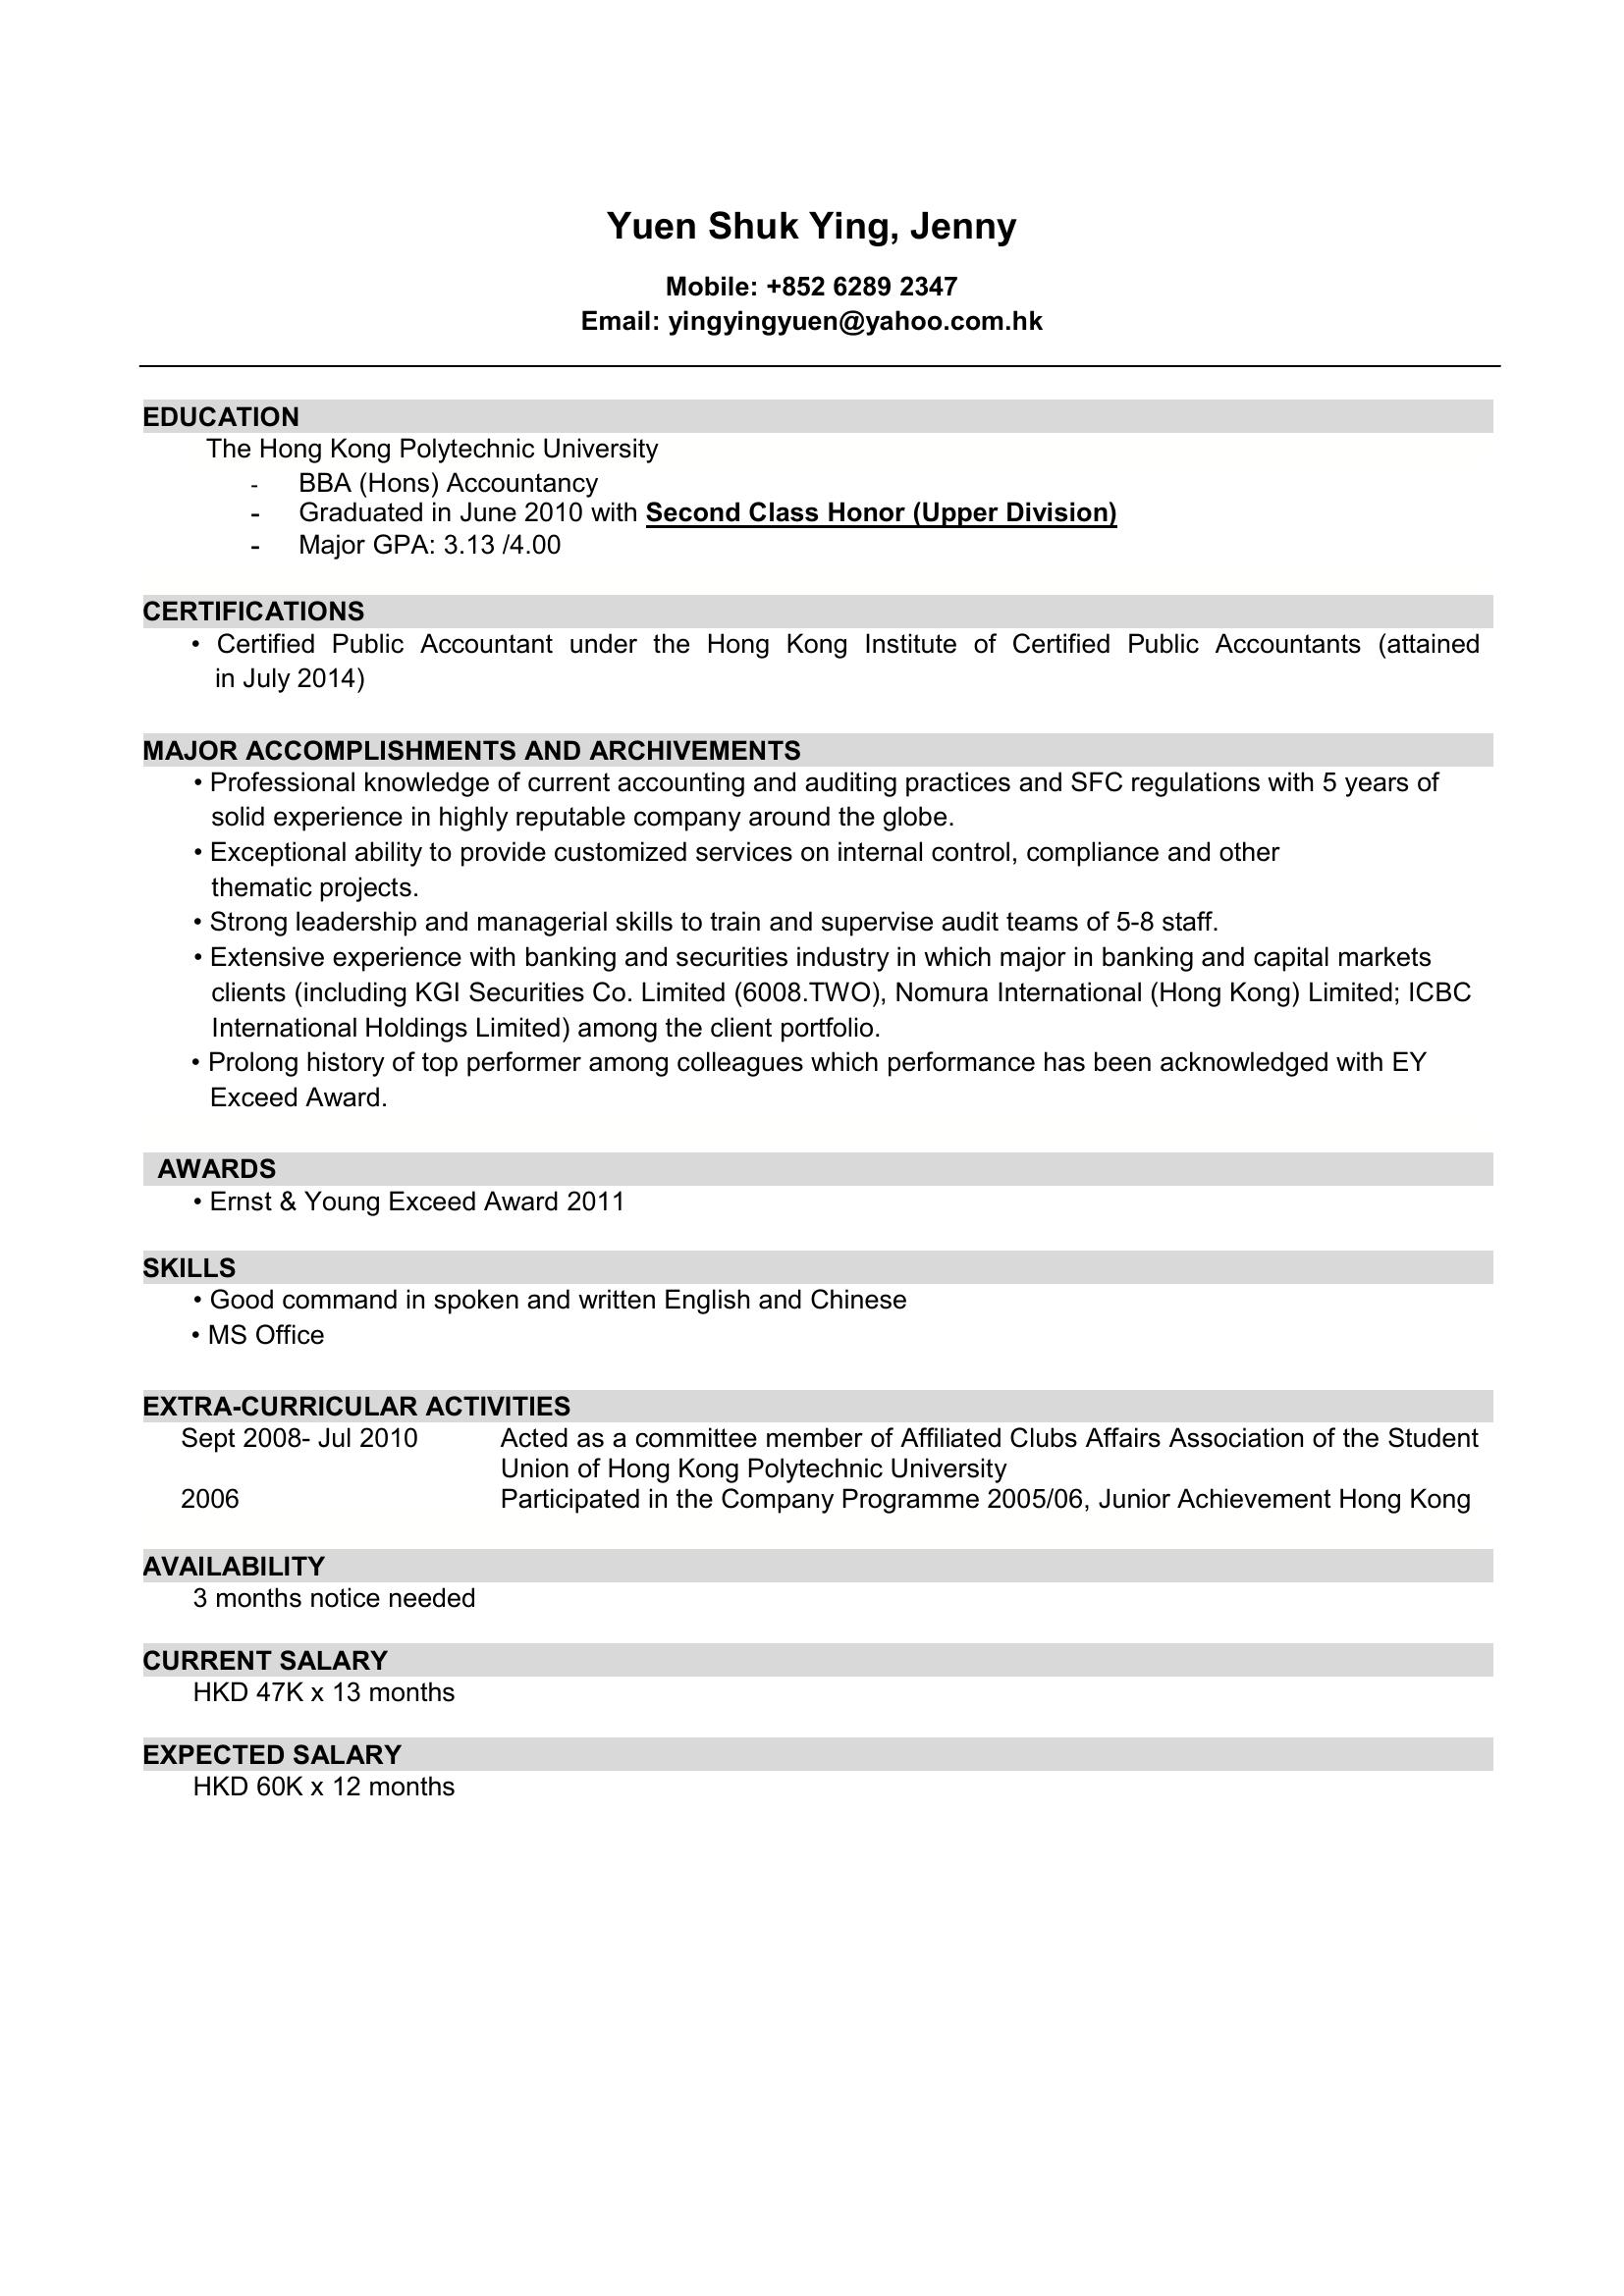 Yuen Shuk Ying, Jenny
Mobile: +852 6289 2347
Email: yingyingyuen@yahoo.com.hk
EDUCATION
The Hong Kong Polytechnic University
- BBA (Hons) Accountancy
- Graduated in June 2010 with Second Class Honor (Upper Division)
- Major GPA: 3.13 /4.00
CERTIFICATIONS
• Certified Public Accountant under the Hong Kong Institute of Certified Public Accountants (attained
in July 2014)
MAJOR ACCOMPLISHMENTS AND ARCHIVEMENTS
• Professional knowledge of current accounting and auditing practices and SFC regulations with 5 years of
solid experience in highly reputable company around the globe.
• Exceptional ability to provide customized services on internal control, compliance and other
thematic projects.
• Strong leadership and managerial skills to train and supervise audit teams of 5-8 staff.
• Extensive experience with banking and securities industry in which major in banking and capital markets
clients (including KGI Securities Co. Limited (6008.TWO), Nomura International (Hong Kong) Limited; ICBC
International Holdings Limited) among the client portfolio.
• Prolong history of top performer among colleagues which performance has been acknowledged with EY
Exceed Award.
AWARDS
• Ernst & Young Exceed Award 2011
SKILLS
• Good command in spoken and written English and Chinese
• MS Office
EXTRA-CURRICULAR ACTIVITIES
Sept 2008- Jul 2010 Acted as a committee member of Affiliated Clubs Affairs Association of the Student
Union of Hong Kong Polytechnic University
2006 Participated in the Company Programme 2005/06, Junior Achievement Hong Kong
AVAILABILITY
3 months notice needed
CURRENT SALARY
HKD 47K x 13 months
EXPECTED SALARY
HKD 60K x 12 months